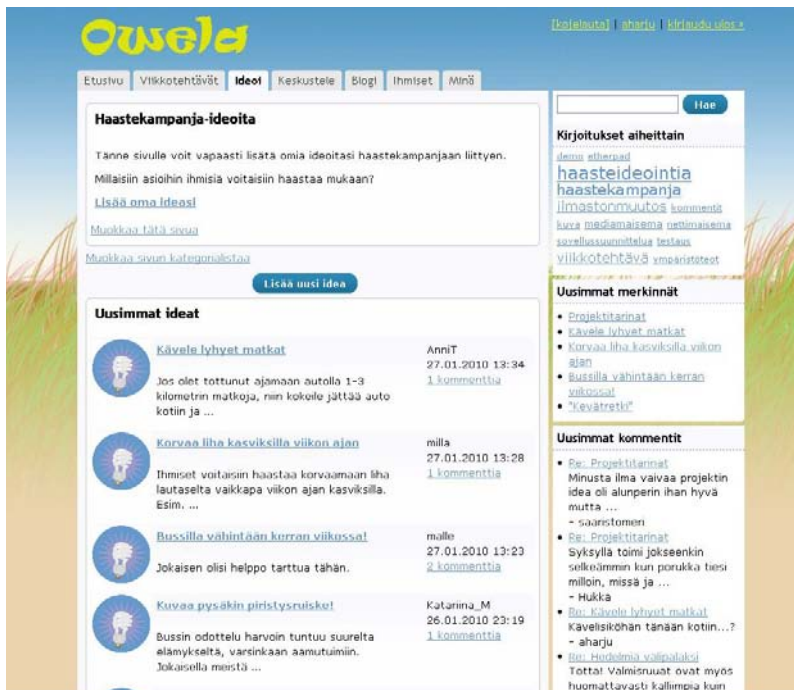 Owela
[kojelauta] | aharju | kirjaudu ulos »
Etusivu Viikkotehtävät Ideoi Keskustele Blogi Ihmiset Minä
Haastekampanja-ideoita
Tänne sivulle voit vapaasti lisätä omia ideoitasi haastekampanjaan liittyen.
Millaisiin asioihin ihmisiä voitaisiin haastaa mukaan?
Lisää oma ideasi
Muokkaa tätä sivua
Muokkaa sivun kategorialistaa
Lisää uusi idea
Uusimmat ideat
Kävele lyhyet matkat
Jos olet tottunut ajamaan autolla 1-3
kilometrin matkoja, niin kokeile jättää auto
kotiin ja ...
AnniT
27.01.2010 13:34
1 kommenttia
Korvaa liha kasviksilla viikon ajan
Ihmiset voitaisiin haastaa korvaamaan liha
lautaselta vaikkapa viikon ajan kasviksilla.
Esim. ...
milla
27.01.2010 13:28
1 kommenttia
Bussilla vähintään kerran viikossa!
Jokaisen olisi helppo tarttua tähän.
malle
27.01.2010 13:23
2 kommenttia
Kuvaa pysäkin piristysruiske!
Bussin odottelu harvoin tuntuu suurelta
elämykseltä, varsinkaan aamutuimiin.
Jokaisella meistä ...
Katariina_M
26.01.2010 23:19
1 kommenttia
Hae
Kirjoitukset aiheittain
demo etherpad
haasteideointia
haastekampanja
ilmastonmuutos kommentit
kuva mediamaisema nettimaisema
sovellussuunnittelua testaus
viikkotehtävä ympäristöteot
Uusimmat merkinnät
• Projektitarinat
• Kävele lyhyet matkat
• Korvaa liha kasviksilla viikon
ajan
• Bussilla vähintään kerran
viikossa!
• "Kevätretki"
Uusimmat kommentit
• Re: Projektitarinat
Minusta ilma vaivaa projektin
idea oli alunperin ihan hyvä
mutta ...
- saaristomeri
• Re: Projektitarinat
Syksyllä toimi jokseenkin
selkeämmin kun porukka tiesi
milloin, missä ja ...
- Hukka
• Re: Kävele lyhyet matkat
Kävelisiköhän tänään kotiin...?
- aharju
• Re: Hedelmiä välipalaksi
Totta! Valmisruuat ovat myös
huomattavasti kalliimpia kuin